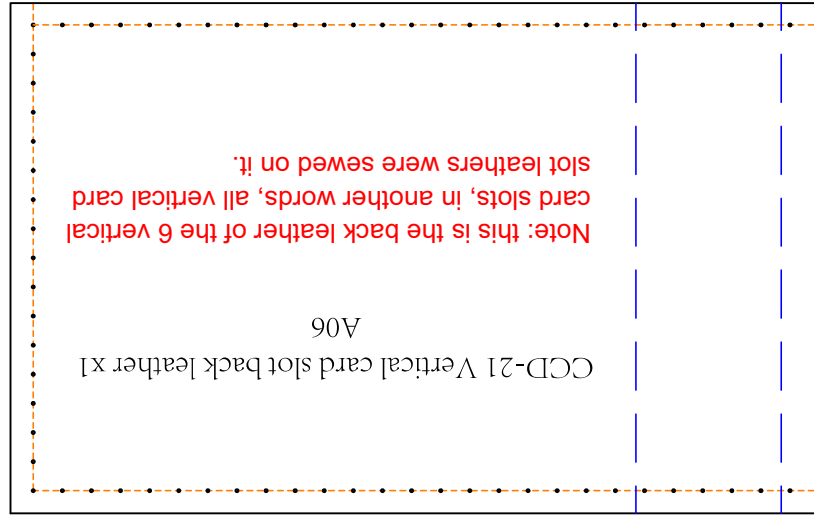 CCD-21 Vertical card slot back leather x1
A06
Note: this is the back leather of the 6 vertical
card slots, in another words, all vertical card
slot leathers were sewed on it.